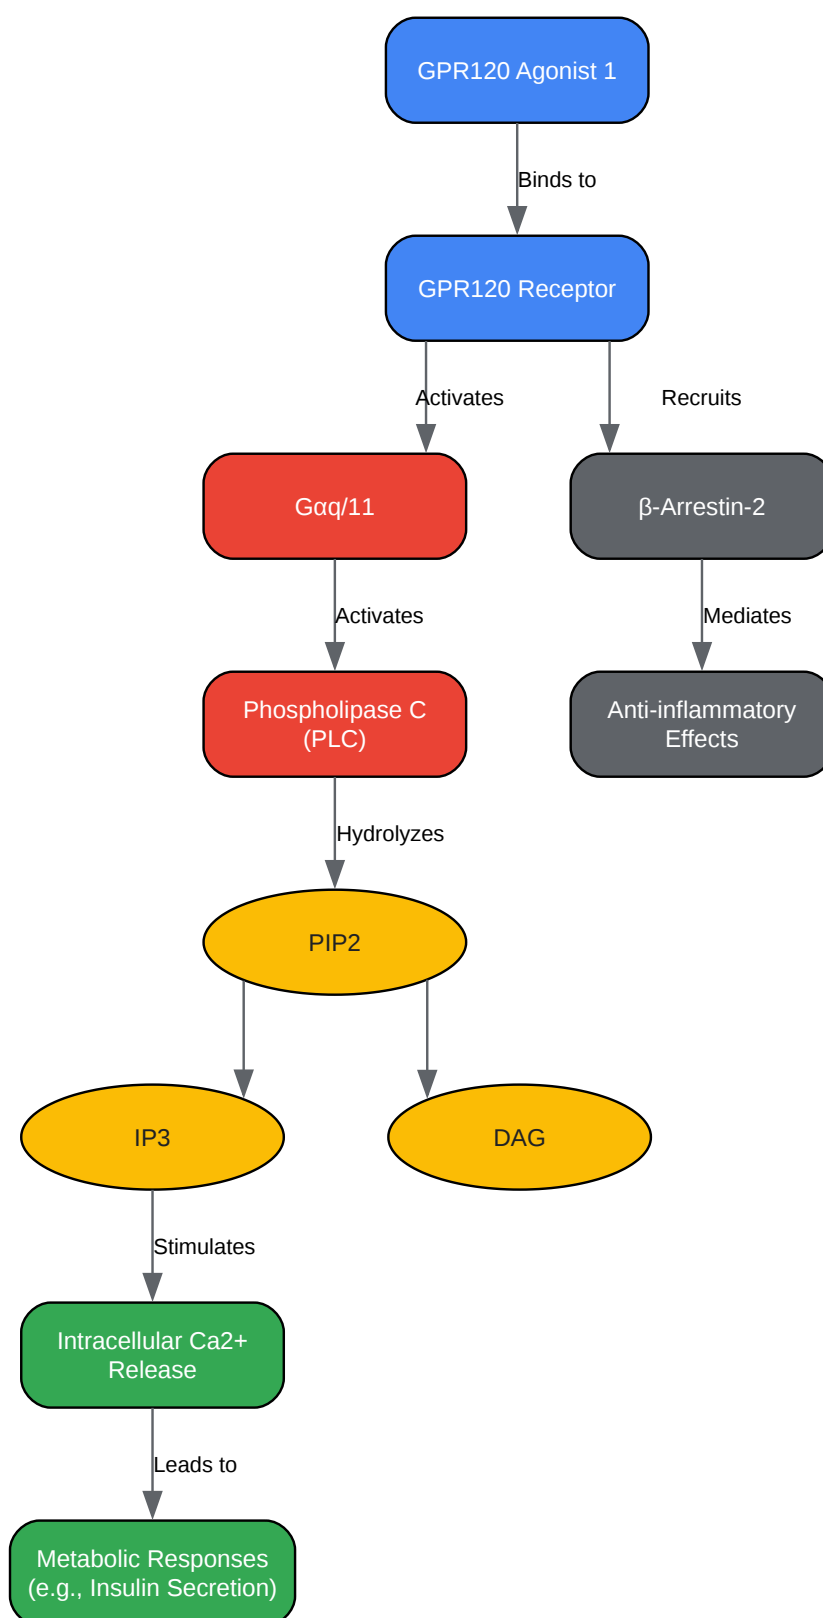 GPR120 Agonist 1
Binds to
GPR120 Receptor
Activates
Recruits
Gαq/11
β-Arrestin-2
Activates
Mediates
Phospholipase C
(PLC)
Anti-inflammatory
Effects
Hydrolyzes
PIP2
IP3
DAG
Stimulates
Intracellular Ca2+
Release
Leads to
Metabolic Responses
(e.g., Insulin Secretion)